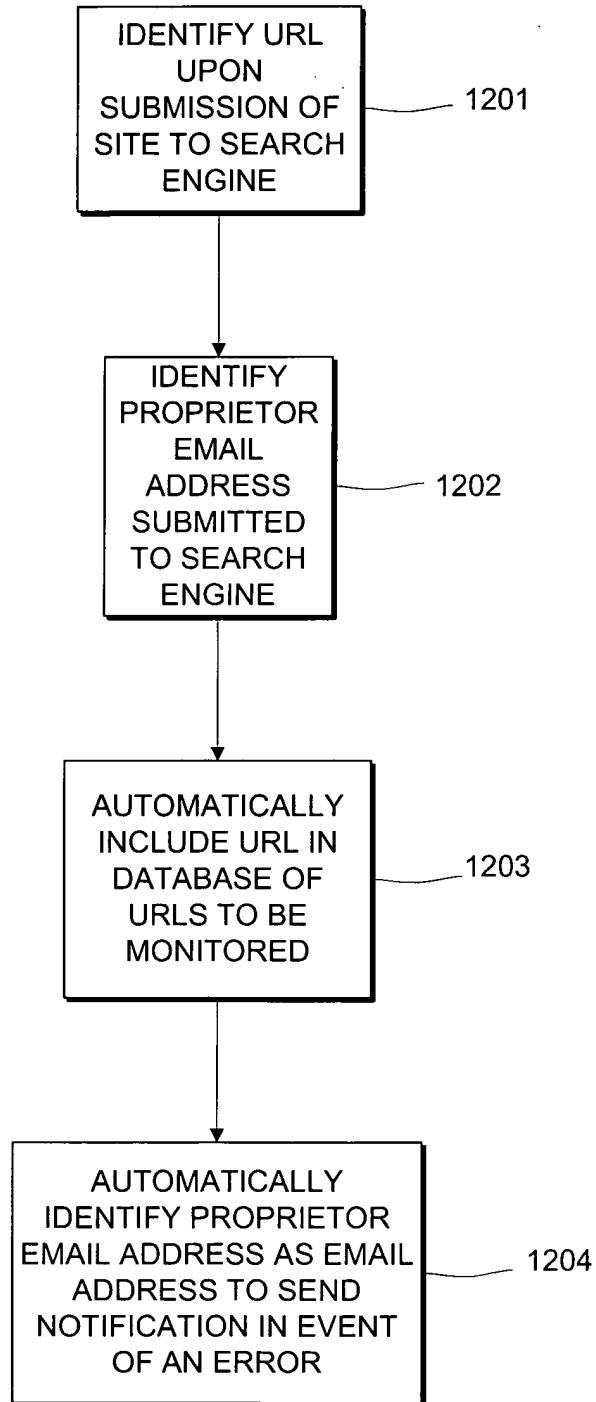 IDENTIFY URL
UPON
SUBMISSION OF
SITE TO SEARCH
ENGINE
1201
IDENTIFY
PROPRIETOR
EMAIL
ADDRESS
SUBMITTED
TO SEARCH
ENGINE
1202
AUTOMATICALLY
INCLUDE URL IN
DATABASE OF
URLS TO BE
MONITORED
1203
AUTOMATICALLY
IDENTIFY PROPRIETOR
EMAIL ADDRESS AS EMAIL
ADDRESS TO SEND
NOTIFICATION IN EVENT
OF AN ERROR
1204